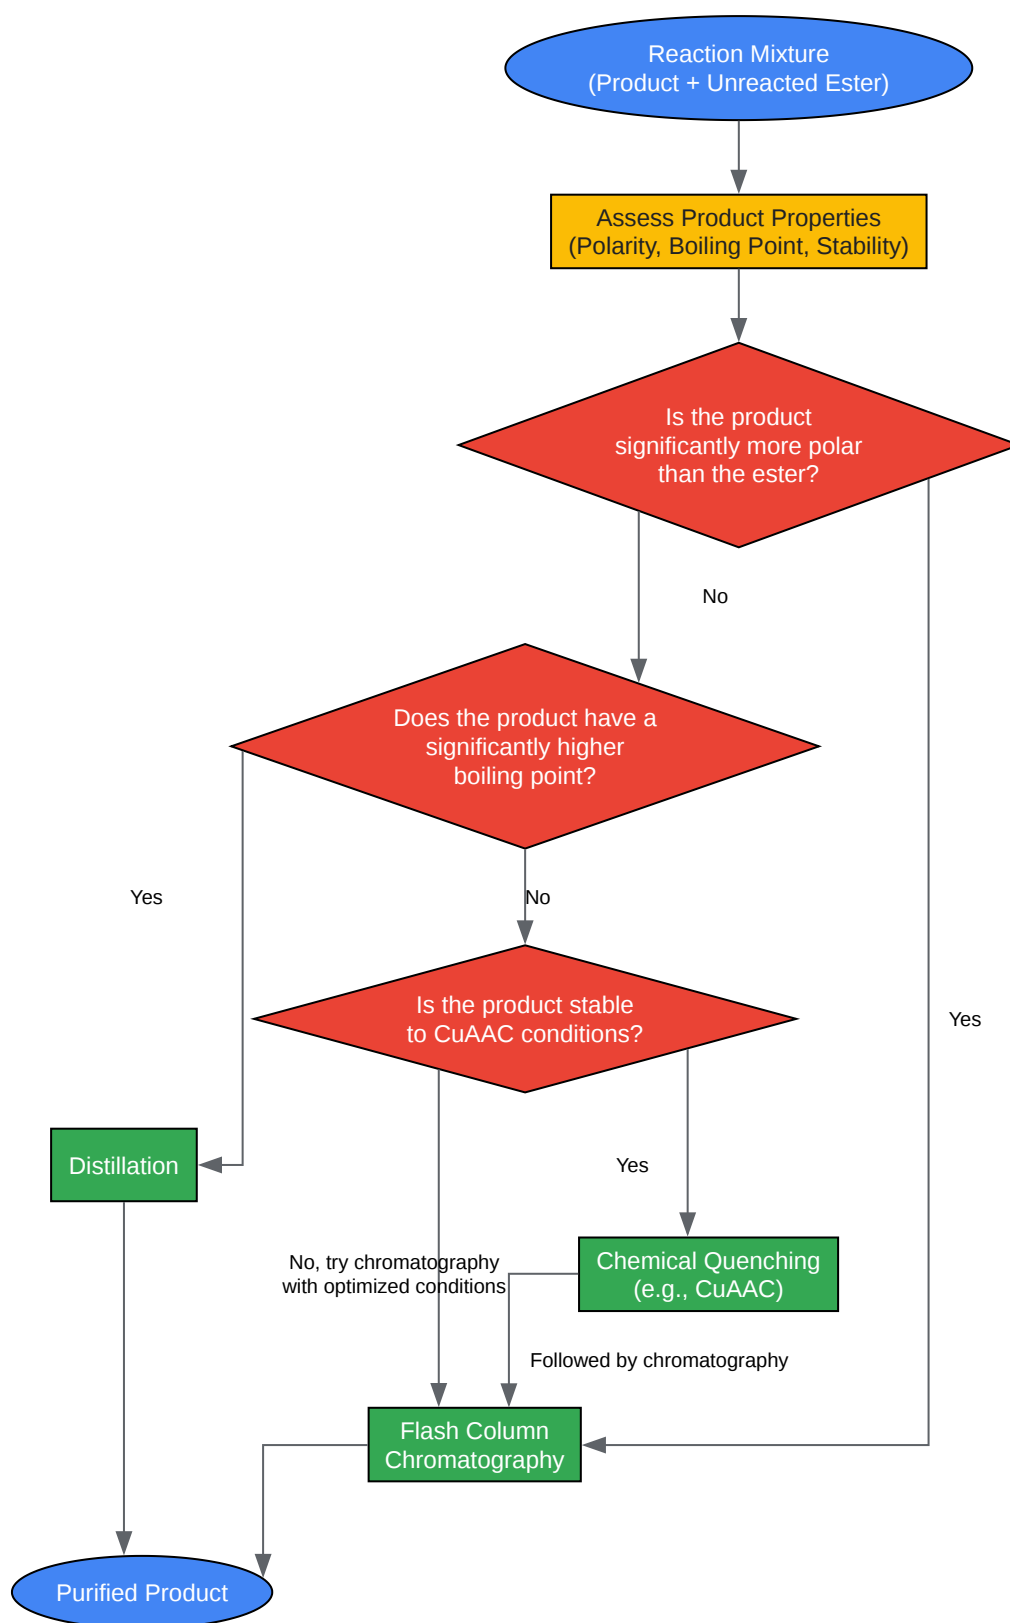 Reaction Mixture
(Product + Unreacted Ester)
Assess Product Properties
(Polarity, Boiling Point, Stability)
Is the product
significantly more polar
than the ester?
No
Does the product have a
significantly higher
boiling point?
Yes
No
Is the product stable
to CuAAC conditions?
Yes
Distillation
Yes
No, try chromatography
with optimized conditions
Chemical Quenching
(e.g., CuAAC)
Followed by chromatography
Flash Column
Chromatography
Purified Product